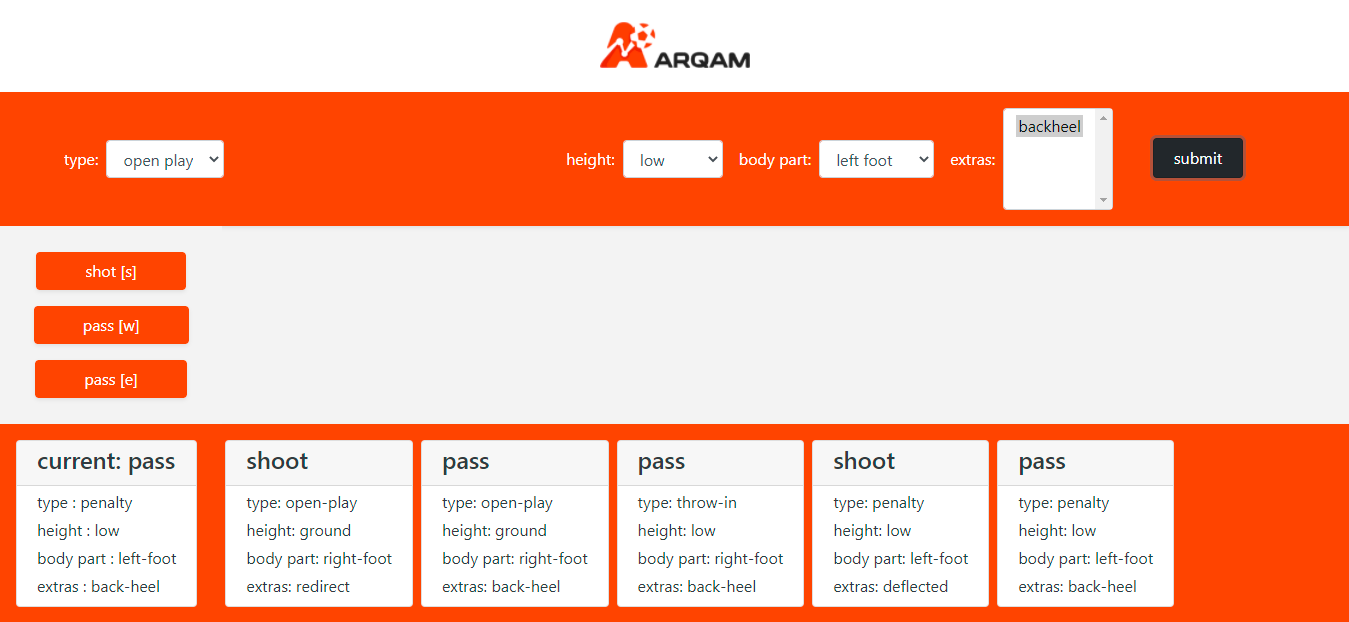 ARQAM
type: open play height: low body part: left foot extras: backheel submit
shot [s]
pass [w]
pass [e]
current: pass
type : penalty
height : low
body part : left-foot
extras : back-heel
shoot
type: open-play
height: ground
body part: right-foot
extras: redirect
pass
type: open-play
height: ground
body part: right-foot
extras: back-heel
pass
type: throw-in
height: low
body part: right-foot
extras: back-heel
shoot
type: penalty
height: low
body part: left-foot
extras: deflected
pass
type: penalty
height: low
body part: left-foot
extras: back-heel